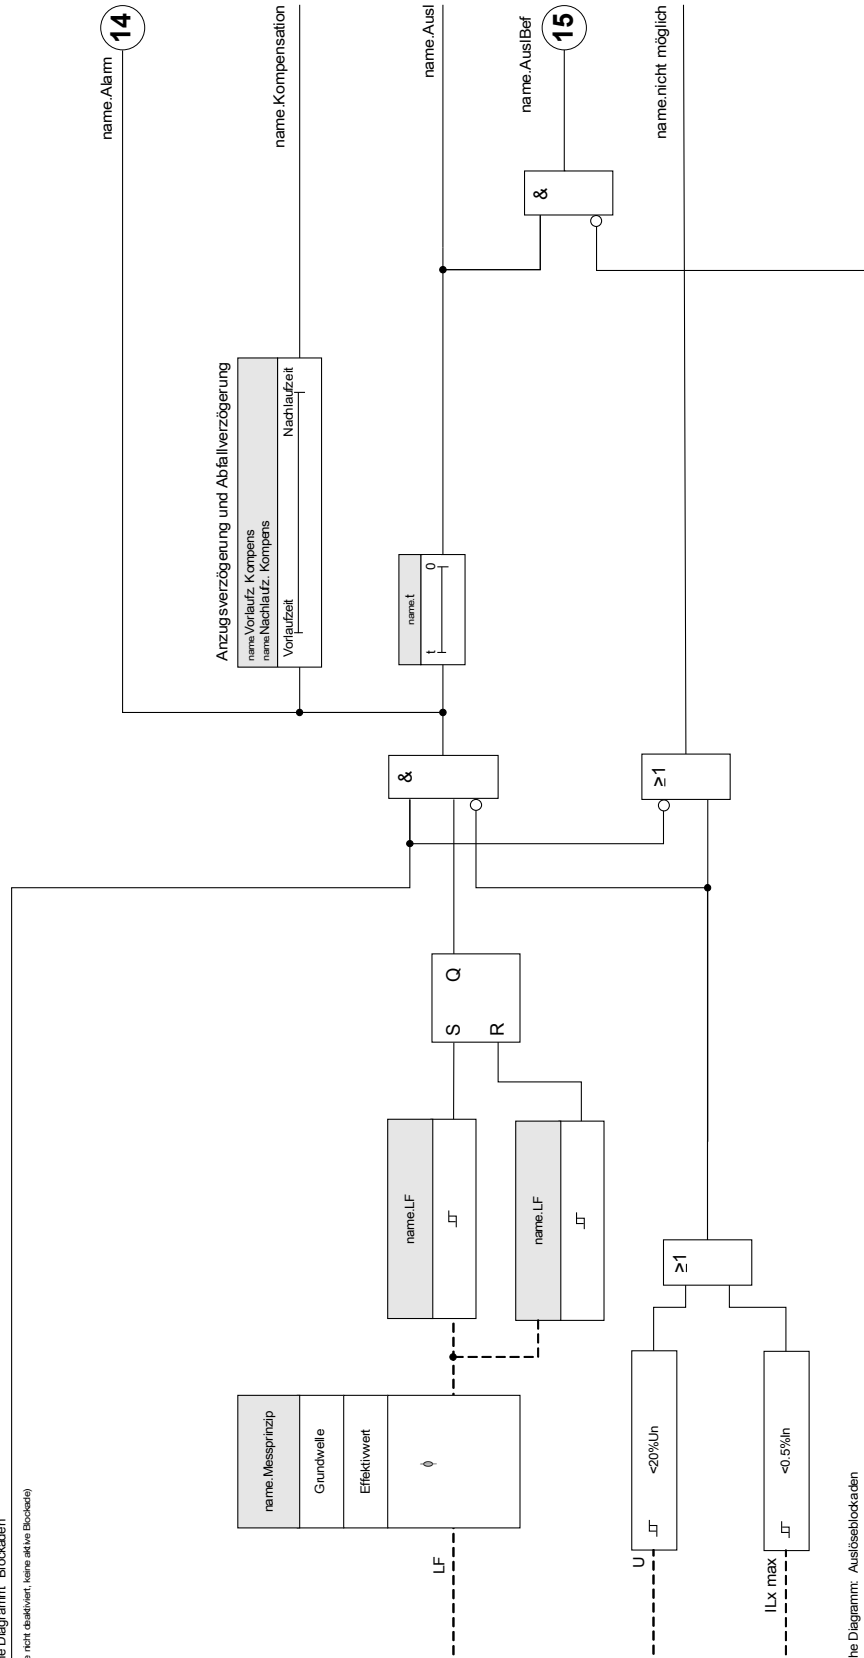 he Diagramm: Blockaden
e nicht deaktiviert, keine aktive Blockade)
LF
name.Messprinzip
Grundwelle
Effektivwert
ϕ
name.LF
name.LF
S
Q
R
&
name.Alarm
14
Anzugsverzögerung und Abfallverzögerung
name.Vorlaufz. Kompens
name.Nachlaufz. Kompens
Vorlaufzeit
Nachlaufzeit
name.Kompensation
name.t
t
0
name.Ausl
&
name.AuslBef
15
U
<20%Un
ILx max
<0.5%In
≥1
≥1
name.nicht möglich
he Diagramm: Auslöseblockaden